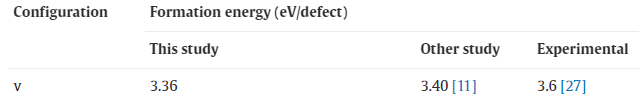 Configuration Formation energy (eV/defect)
This study Other study Experimental
v 3.36 3.40 [11] 3.6 [27]